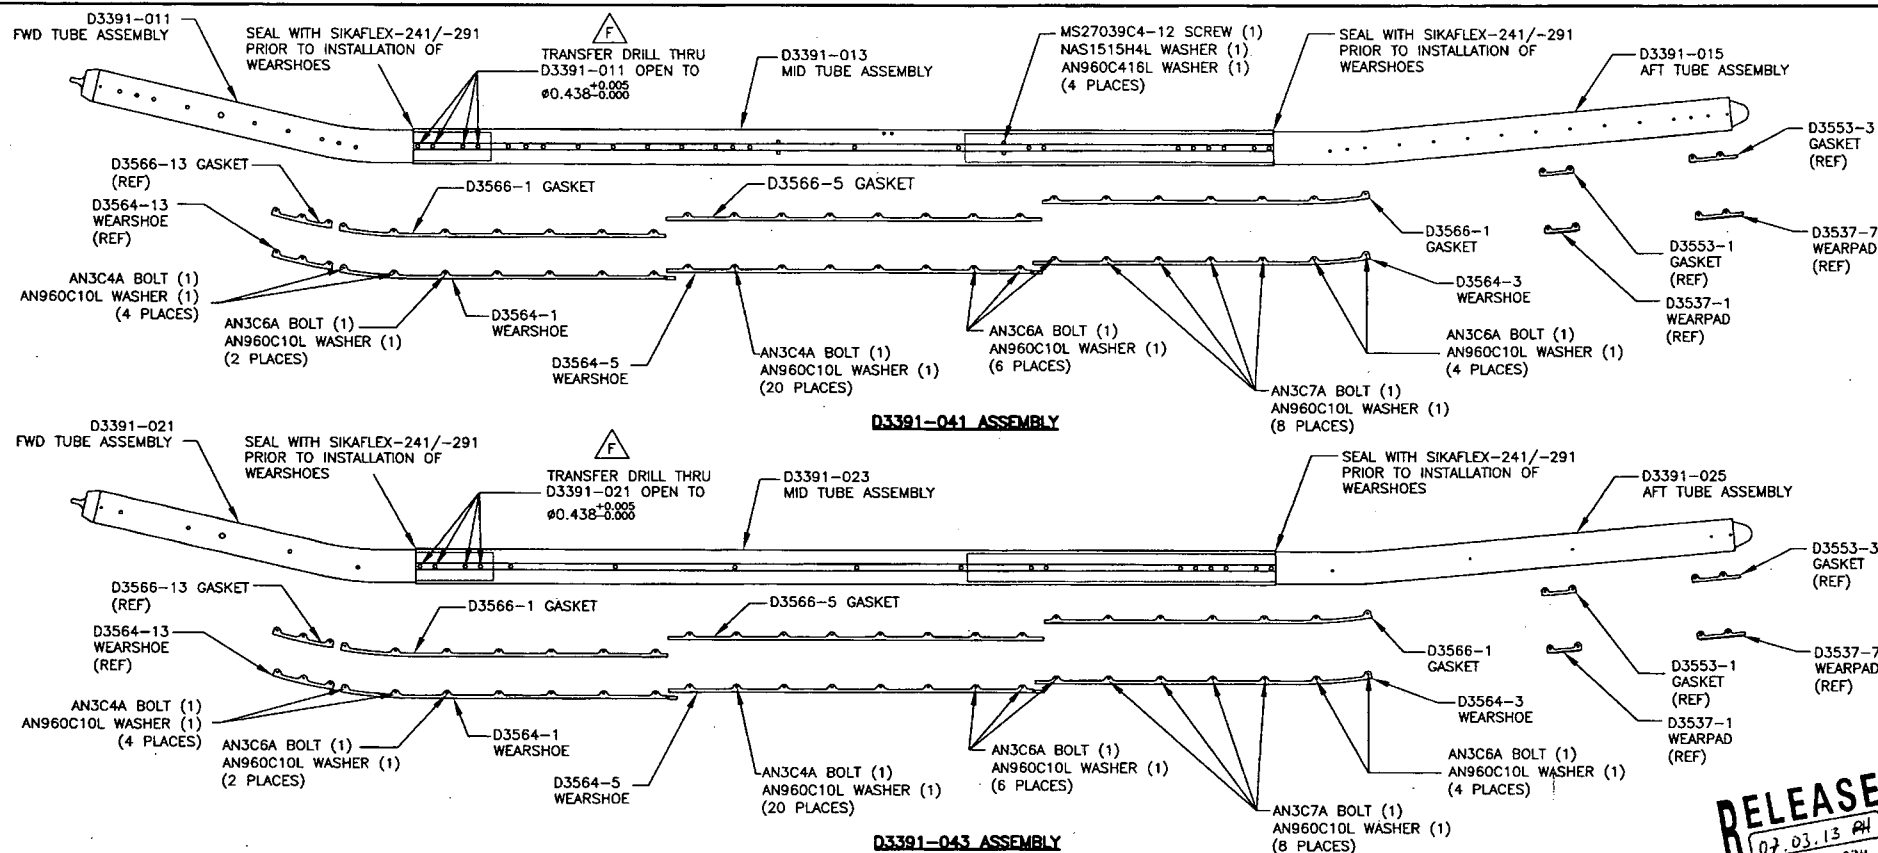 D3391-011
FWD TUBE ASSEMBLY
SEAL WITH SIKAFLEX-241/-291
PRIOR TO INSTALLATION OF
WEARSHOES
F
TRANSFER DRILL THRU
D3391-011 OPEN TO
ø0.438+0.005-0.000
D3391-013
MID TUBE ASSEMBLY
MS27039C4-12 SCREW (1)
NAS1515H4L WASHER (1)
AN960C416L WASHER (1)
(4 PLACES)
SEAL WITH SIKAFLEX-241/-291
PRIOR TO INSTALLATION OF
WEARSHOES
D3391-015
AFT TUBE ASSEMBLY
D3553-3
GASKET
(REF)
D3566-13 GASKET
(REF)
D3566-1 GASKET
D3566-5 GASKET
D3564-13
WEARSHOE
(REF)
D3566-1
GASKET
D3553-1
GASKET
(REF)
D3537-7
WEARPAD
(REF)
AN3C4A BOLT (1)
AN960C10L WASHER (1)
(4 PLACES)
AN3C6A BOLT (1)
AN960C10L WASHER (1)
(2 PLACES)
D3564-1
WEARSHOE
D3564-5
WEARSHOE
AN3C4A BOLT (1)
AN960C10L WASHER (1)
(20 PLACES)
AN3C6A BOLT (1)
AN960C10L WASHER (1)
(6 PLACES)
D3564-3
WEARSHOE
D3537-1
WEARPAD
(REF)
AN3C6A BOLT (1)
AN960C10L WASHER (1)
(4 PLACES)
AN3C7A BOLT (1)
AN960C10L WASHER (1)
(8 PLACES)
D3391-041 ASSEMBLY
D3391-021
FWD TUBE ASSEMBLY
SEAL WITH SIKAFLEX-241/-291
PRIOR TO INSTALLATION OF
WEARSHOES
F
TRANSFER DRILL THRU
D3391-021 OPEN TO
ø0.438+0.005-0.000
D3391-023
MID TUBE ASSEMBLY
SEAL WITH SIKAFLEX-241/-291
PRIOR TO INSTALLATION OF
WEARSHOES
D3391-025
AFT TUBE ASSEMBLY
D3553-3
GASKET
(REF)
D3566-13 GASKET
(REF)
D3566-1 GASKET
D3566-5 GASKET
D3564-13
WEARSHOE
(REF)
D3566-1
GASKET
D3553-1
GASKET
(REF)
D3537-7
WEARPAD
(REF)
AN3C4A BOLT (1)
AN960C10L WASHER (1)
(4 PLACES)
AN3C6A BOLT (1)
AN960C10L WASHER (1)
(2 PLACES)
D3564-1
WEARSHOE
D3564-5
WEARSHOE
AN3C4A BOLT (1)
AN960C10L WASHER (1)
(20 PLACES)
AN3C6A BOLT (1)
AN960C10L WASHER (1)
(6 PLACES)
D3564-3
WEARSHOE
D3537-1
WEARPAD
(REF)
AN3C6A BOLT (1)
AN960C10L WASHER (1)
(4 PLACES)
AN3C7A BOLT (1)
AN960C10L WASHER (1)
(8 PLACES)
D3391-043 ASSEMBLY
RELEASE
07.03.13